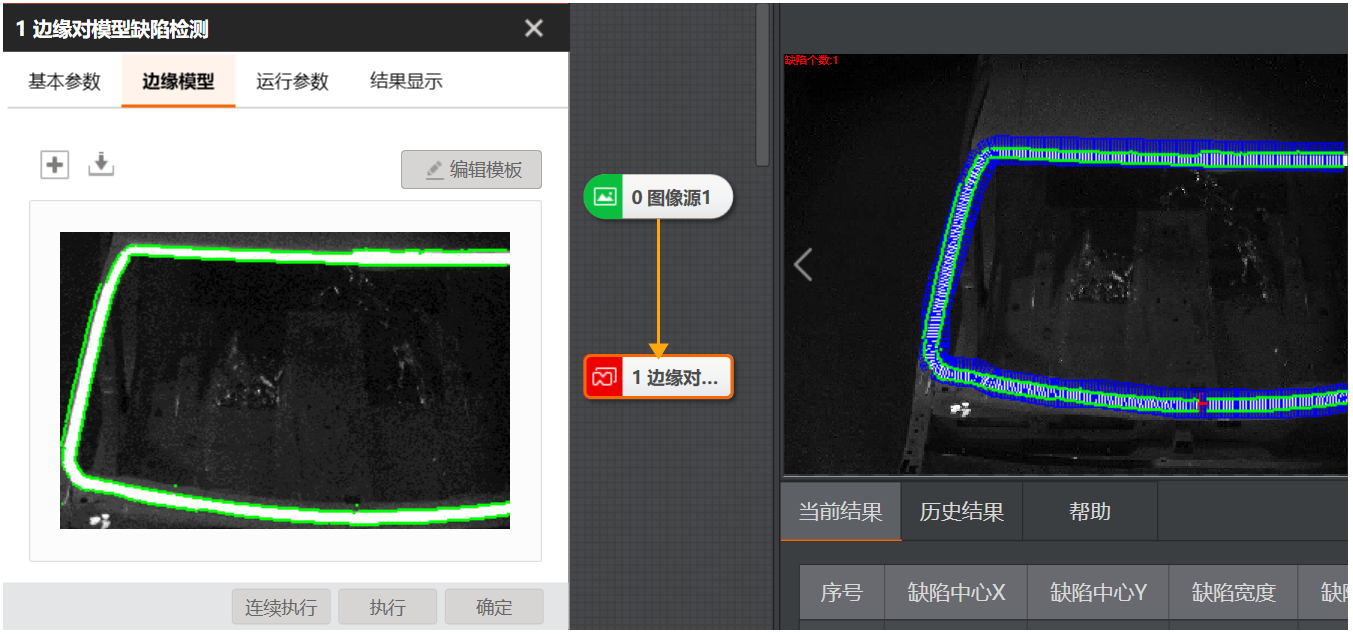 1 边缘对模型缺陷检测
基本参数
边缘模型
运行参数
结果显示
编辑模板
连续执行
执行
确定
0 图像源1
1 边缘对...
缺陷个数:1
当前结果
历史结果
帮助
序号
缺陷中心X
缺陷中心Y
缺陷宽度
缺